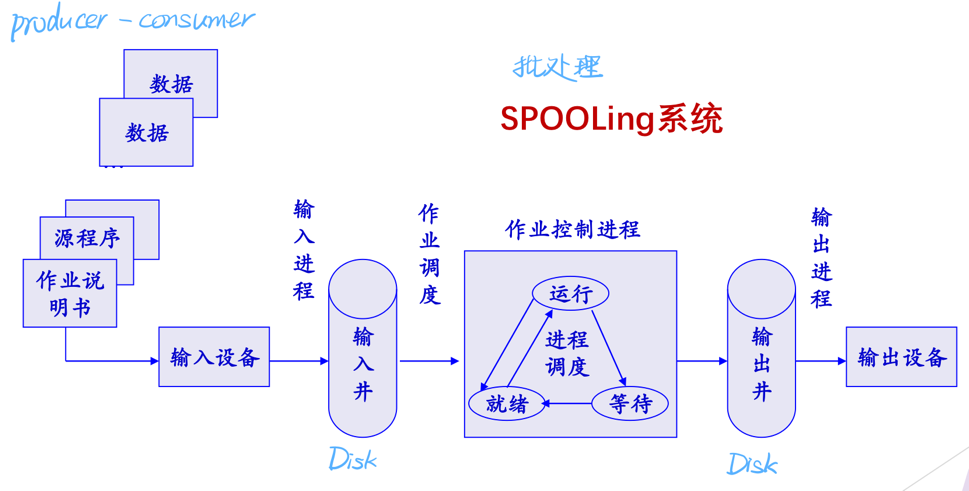 producer - consumer
批处理
SPOOLing系统
数据
数据
源程序
作业说
明书
输入设备
输入进程
输入井
Disk
作业调度
作业控制进程
运行
进程
调度
就绪
等待
输出井
Disk
输出进程
输出设备